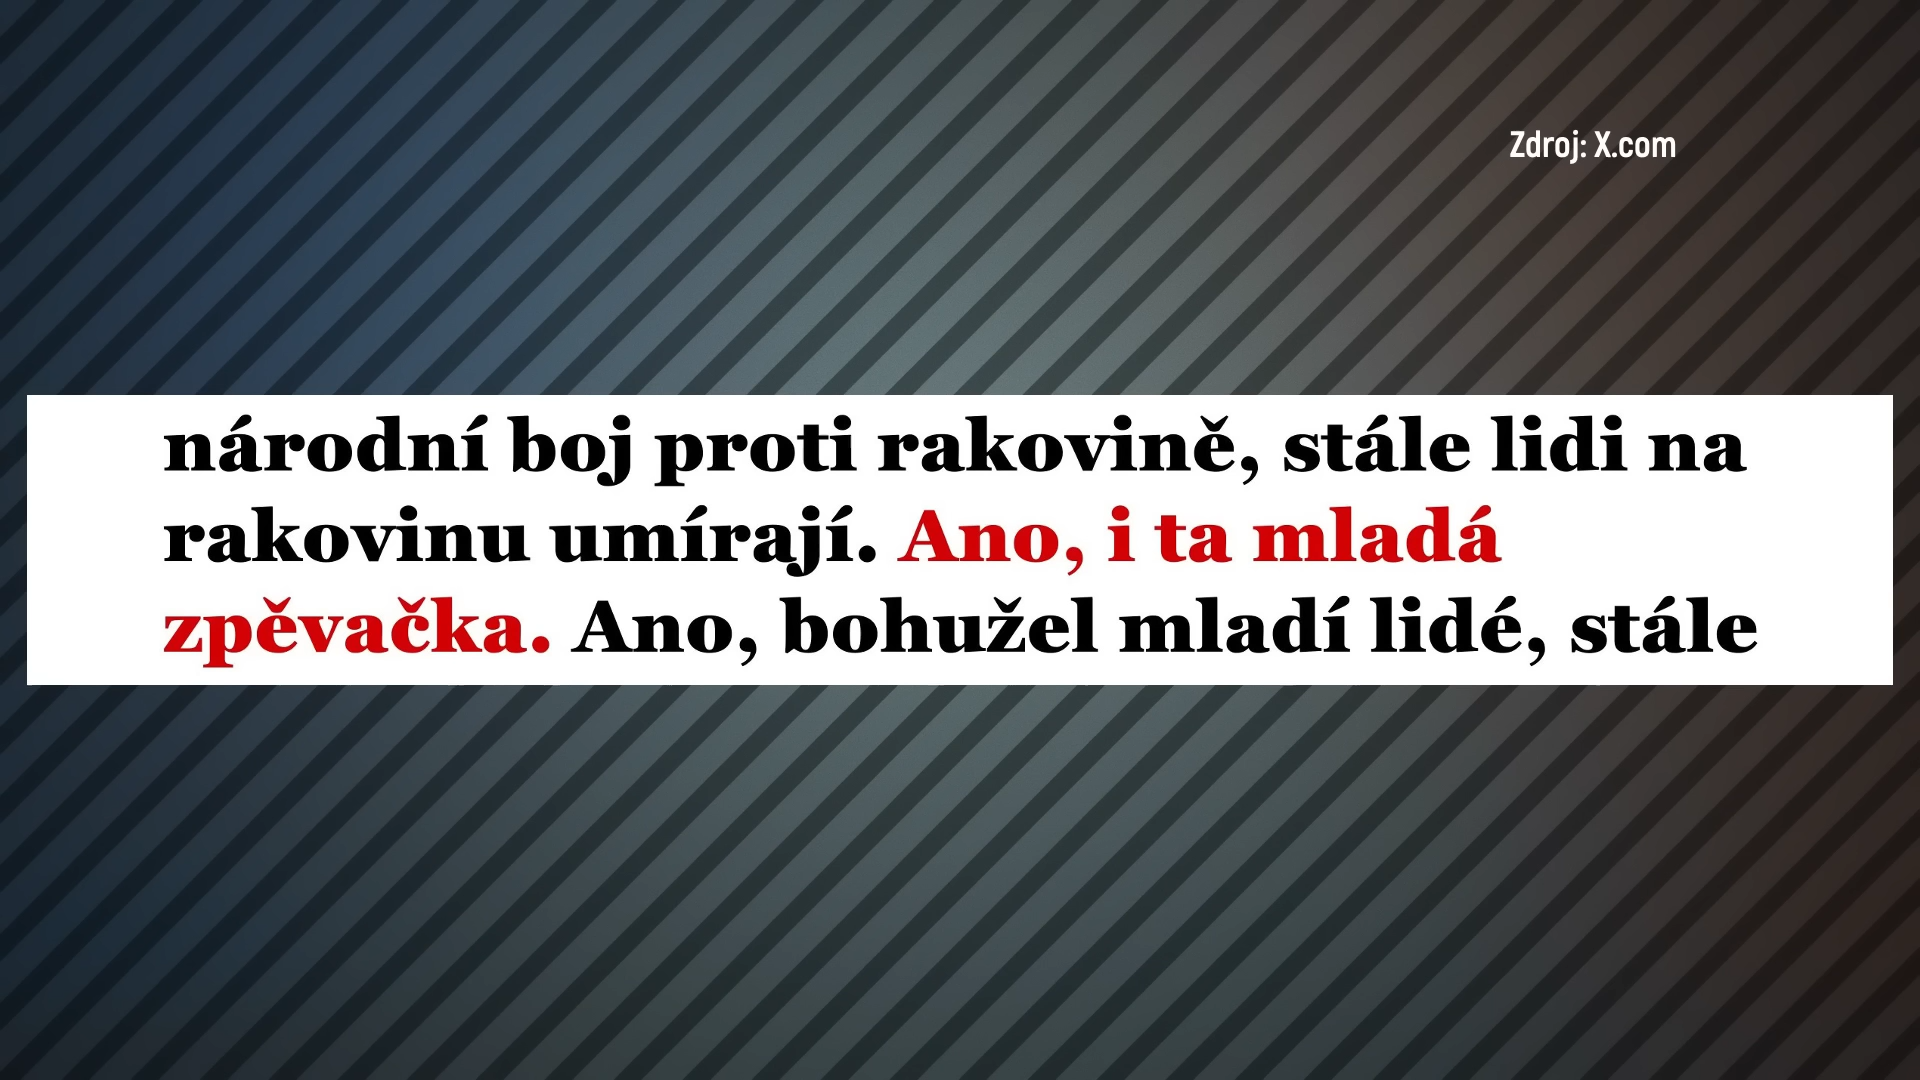 Zdroj: X.com
národní boj proti rakovině, stále lidi na
rakovinu umírají. Ano, i ta mladá
zpěvačka. Ano, bohužel mladí lidé, stále